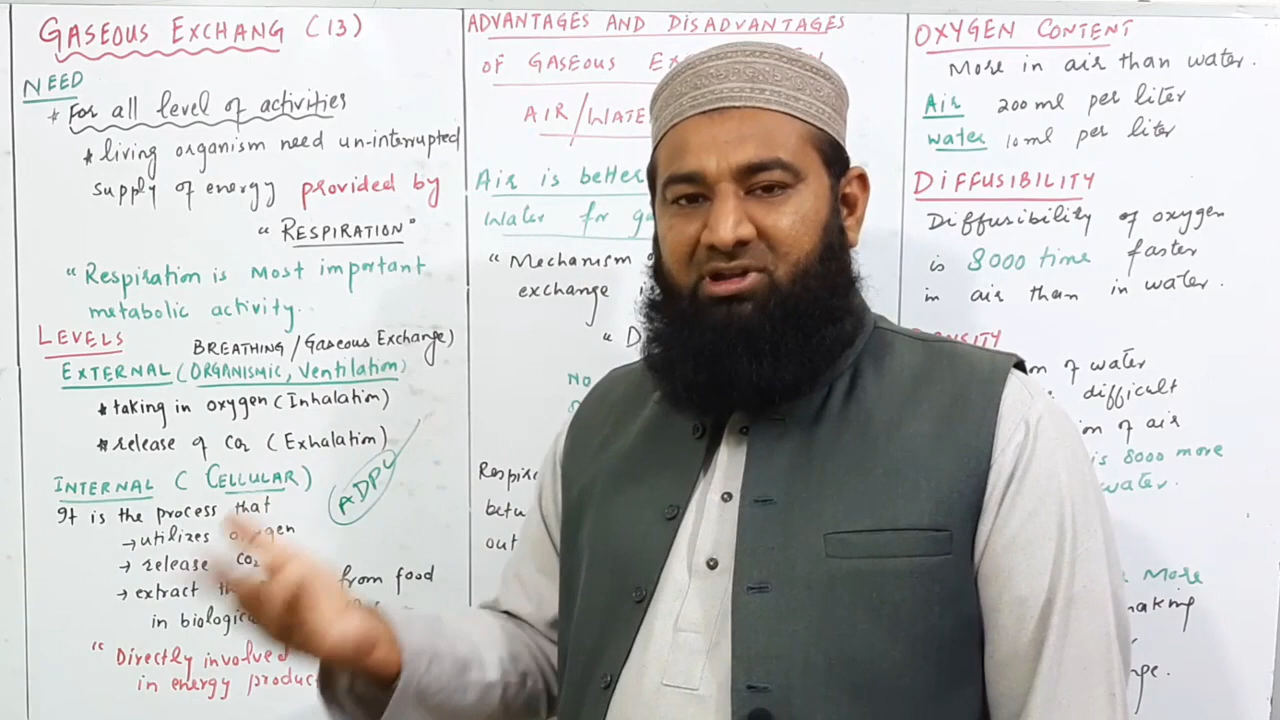 GASEOUS EXCHANG (13)
NEED
* For all level of activities
* living organism need un-interrupted
supply of energy provided by
"RESPIRATION"
"Respiration is most important
metabolic activity.
LEVELS
BREATHING/Gaseous Exchange)
EXTERNAL (ORGANISMIC, Ventilation)
* taking in oxygen (Inhalation)
* release of CO2 (Exhalation)
INTERNAL (CELLULAR)
ADPL
It is the process that
→ utilizes
→ release CO2
→ extract from food
in
"Directly involved
in energy
ADVANTAGES AND DISADVANTAGES
OF GASEOUS
AIR/WATE
Air is better
Water for
"Mechanism
exchange
"D
NO
Respir
betw
out
OXYGEN CONTENT
More in air than water.
Air 200 ml per liter
water 10 ml per liter
DIFFUSIBILITY
Diffusibility of oxygen
is 8000 time faster
in air than in water.
of water
difficult
of air
is 8000 more
water.
More
making